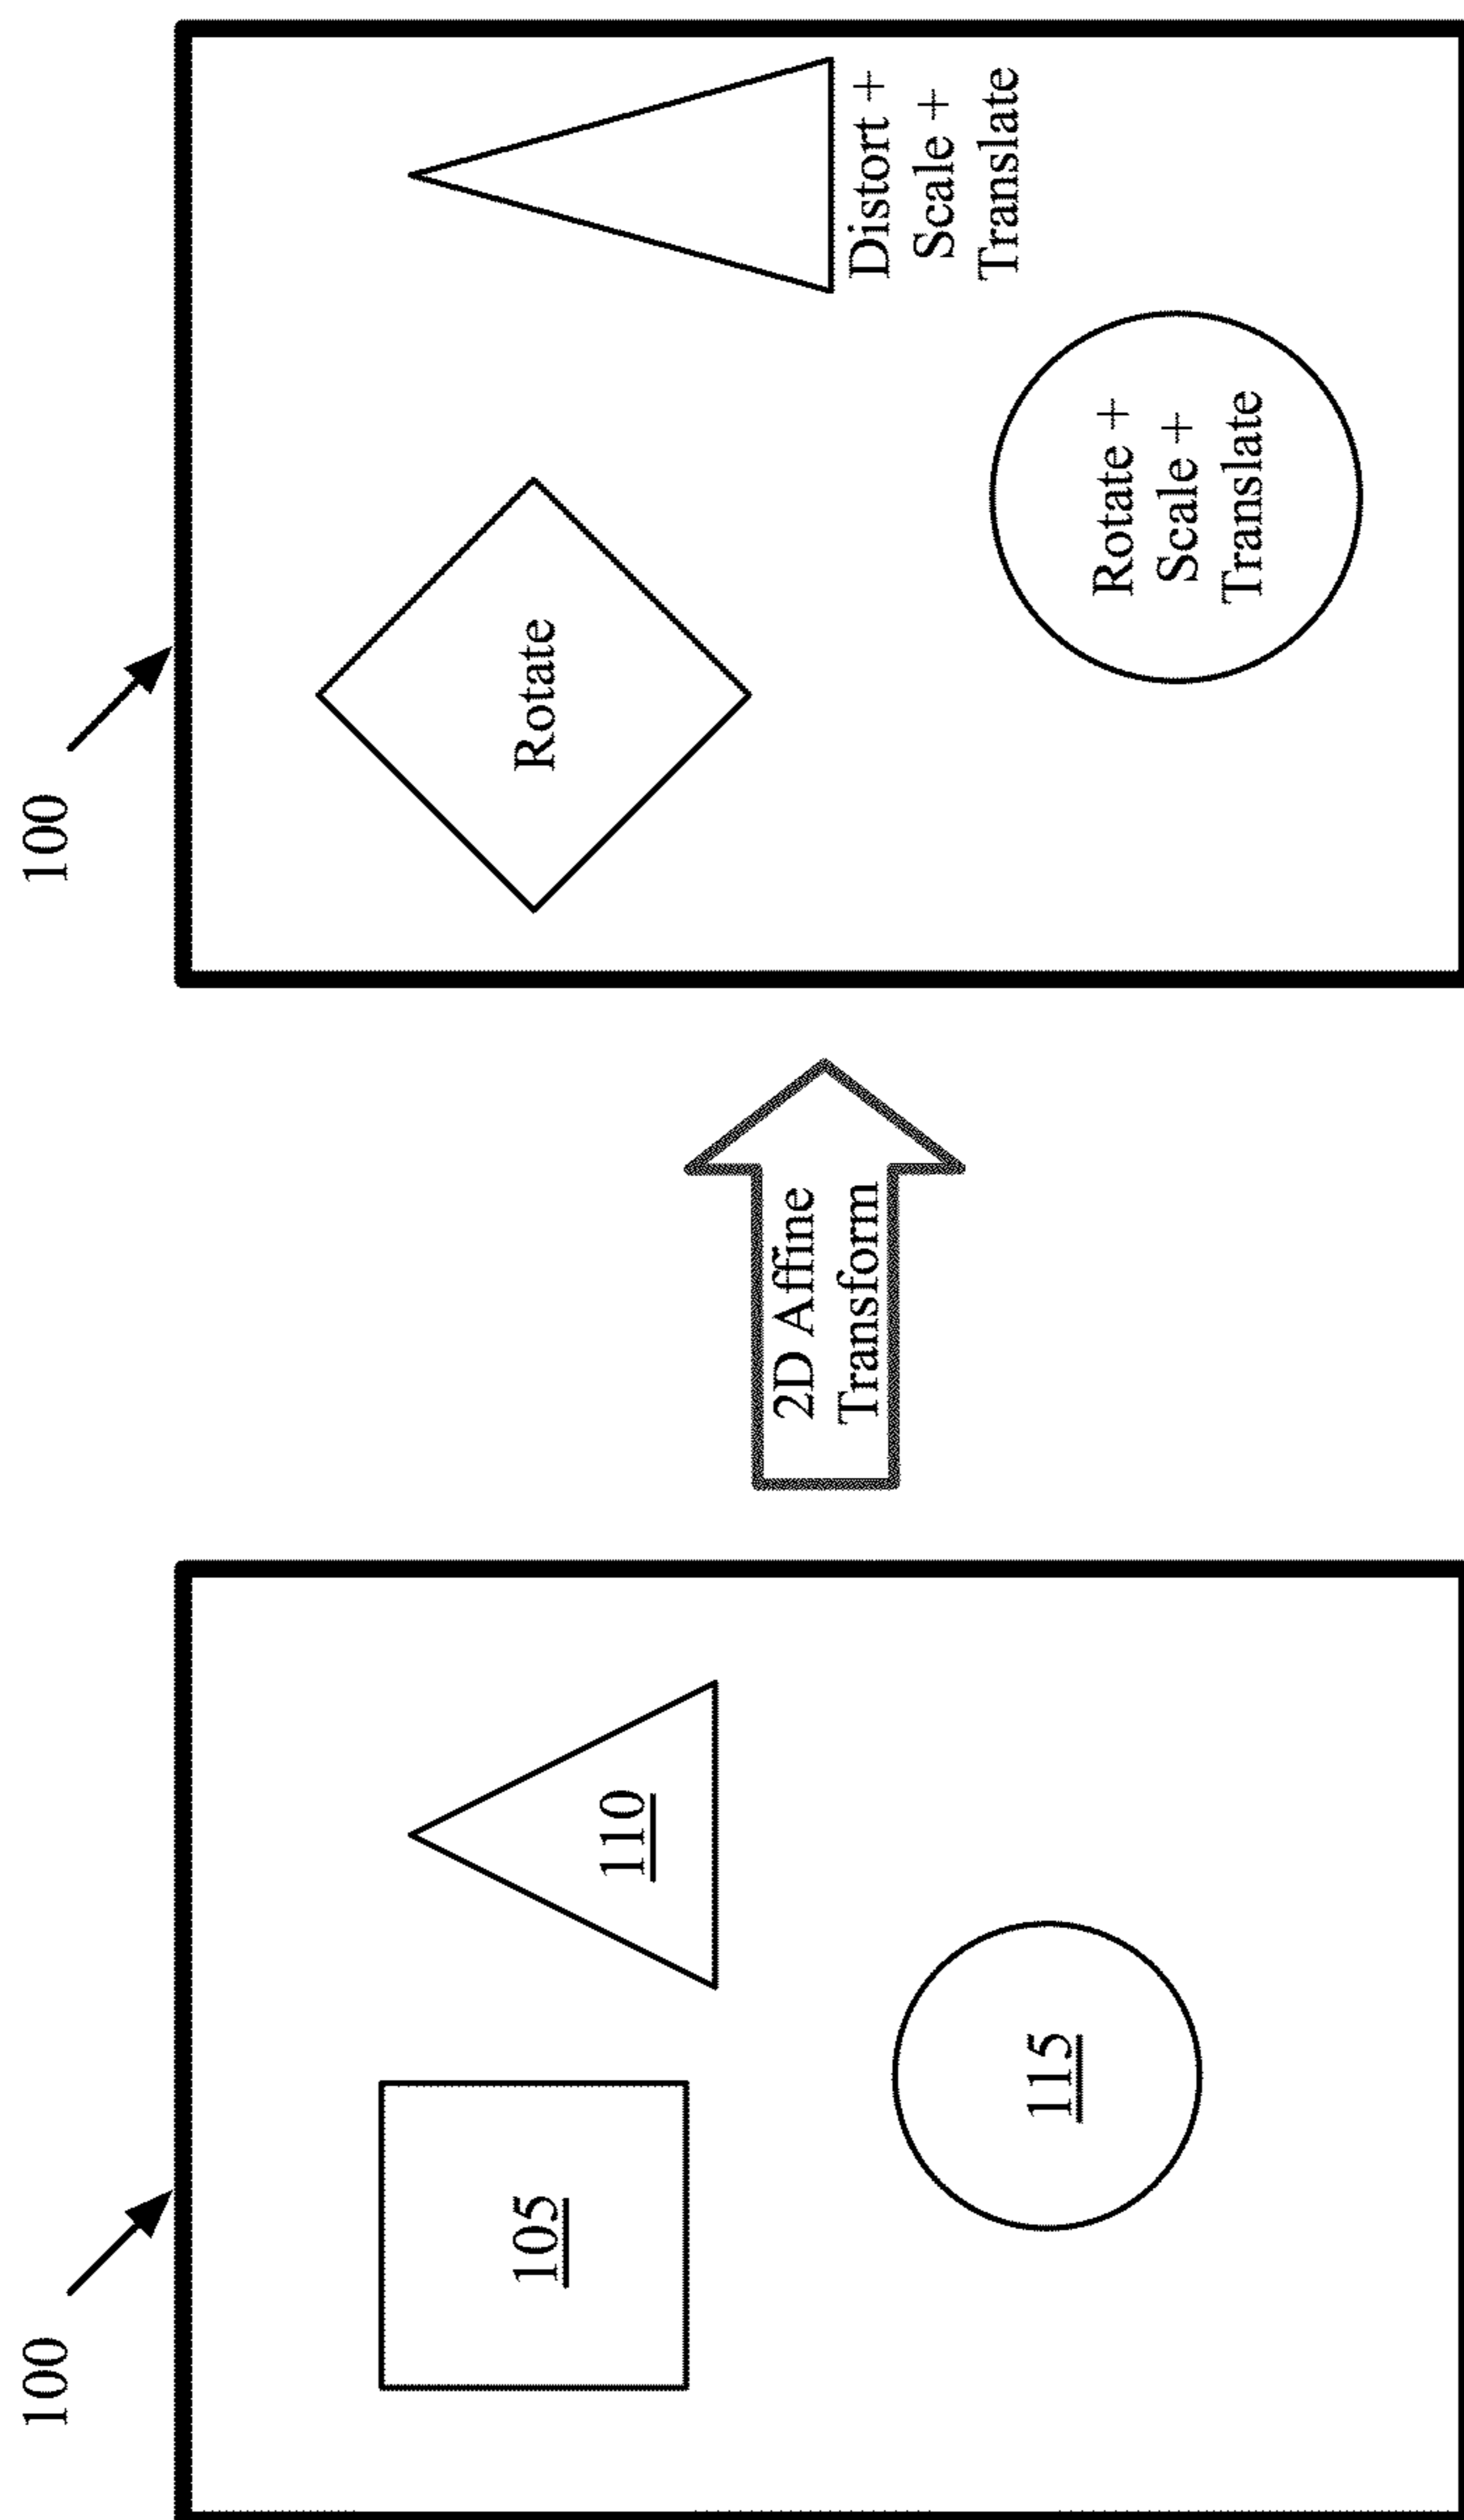 100
105
110
115
2D Affine
Transform
100
Rotate
Distort +
Scale +
Translate
Rotate +
Scale +
Translate